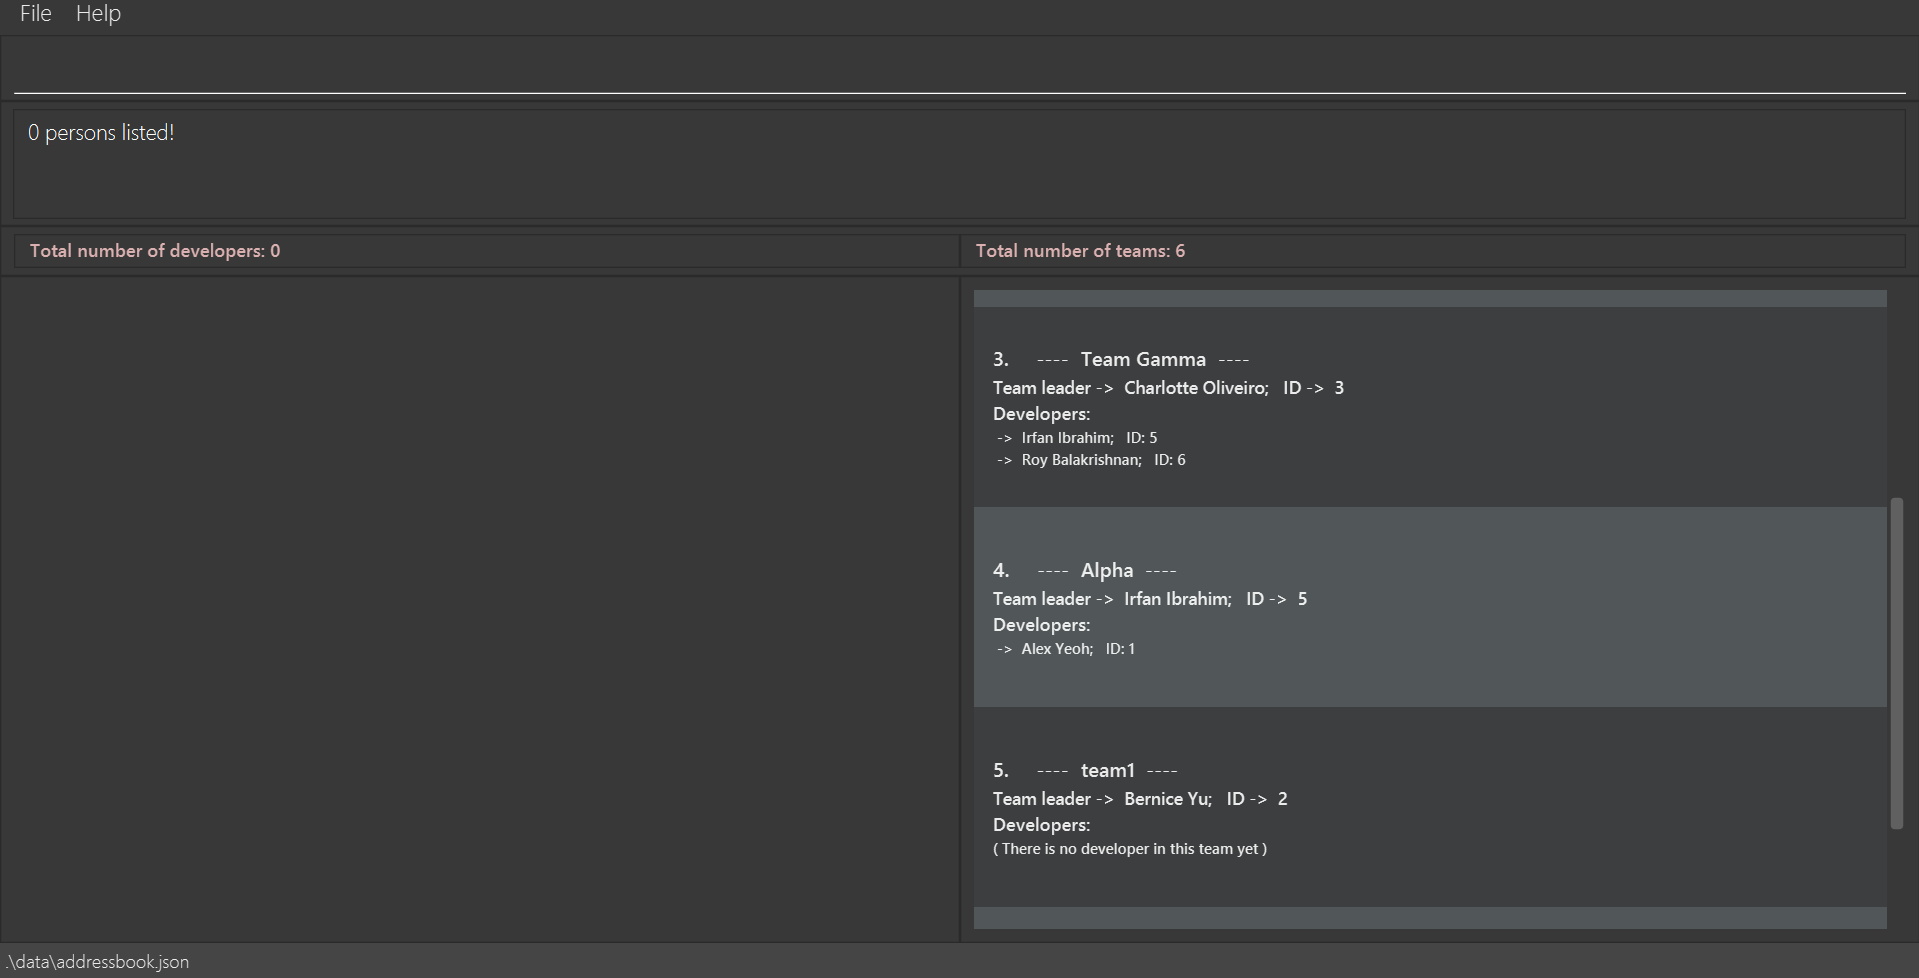 File Help
0 persons listed!
Total number of developers: 0
Total number of teams: 6
3. ---- Team Gamma ----
Team leader -> Charlotte Oliveiro; ID -> 3
Developers:
-> Irfan Ibrahim; ID: 5
-> Roy Balakrishnan; ID: 6
4. ---- Alpha ----
Team leader -> Irfan Ibrahim; ID -> 5
Developers:
-> Alex Yeoh; ID: 1
5. ---- team1 ----
Team leader -> Bernice Yu; ID -> 2
Developers:
( There is no developer in this team yet )
.\data\addressbook.json